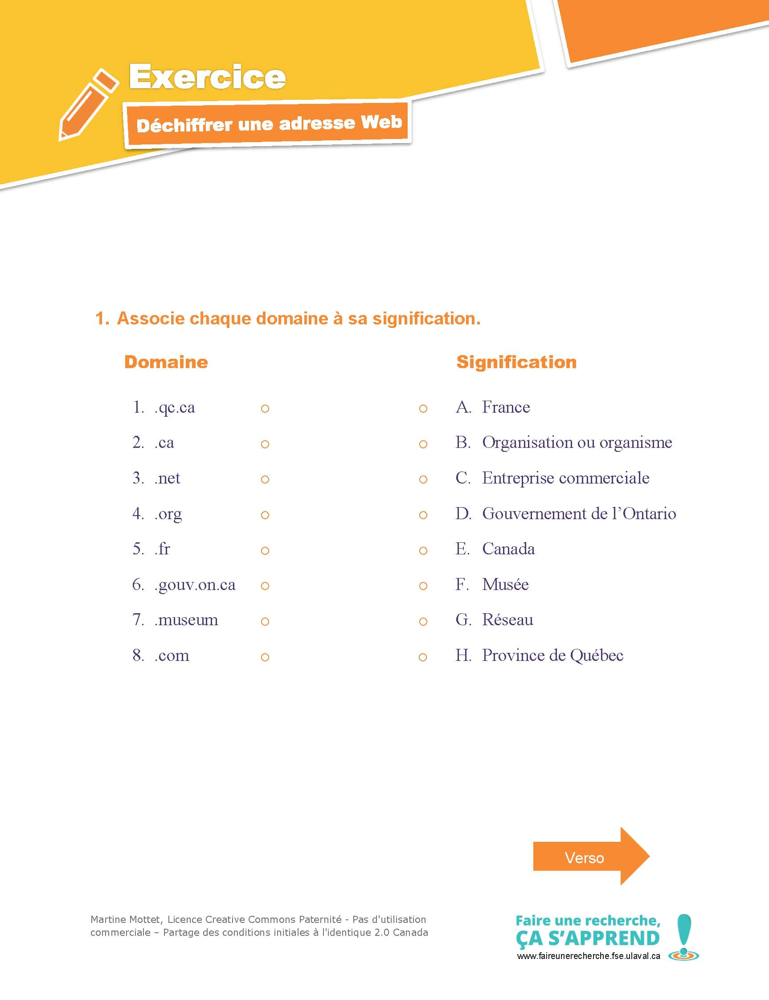 Exercice
Déchiffrer une adresse Web
1. Associe chaque domaine à sa signification.
Domaine Signification
1. .qc.ca A. France
2. .ca B. Organisation ou organisme
3. .net C. Entreprise commerciale
4. .org D. Gouvernement de l’Ontario
5. .fr E. Canada
6. .gouv.on.ca F. Musée
7. .museum G. Réseau
8. .com H. Province de Québec
Verso
Martine Mottet, Licence Creative Commons Paternité - Pas d'utilisation
commerciale – Partage des conditions initiales à l'identique 2.0 Canada
Faire une recherche,
ÇA S’APPREND
www.faireunerecherche.fse.ulaval.ca